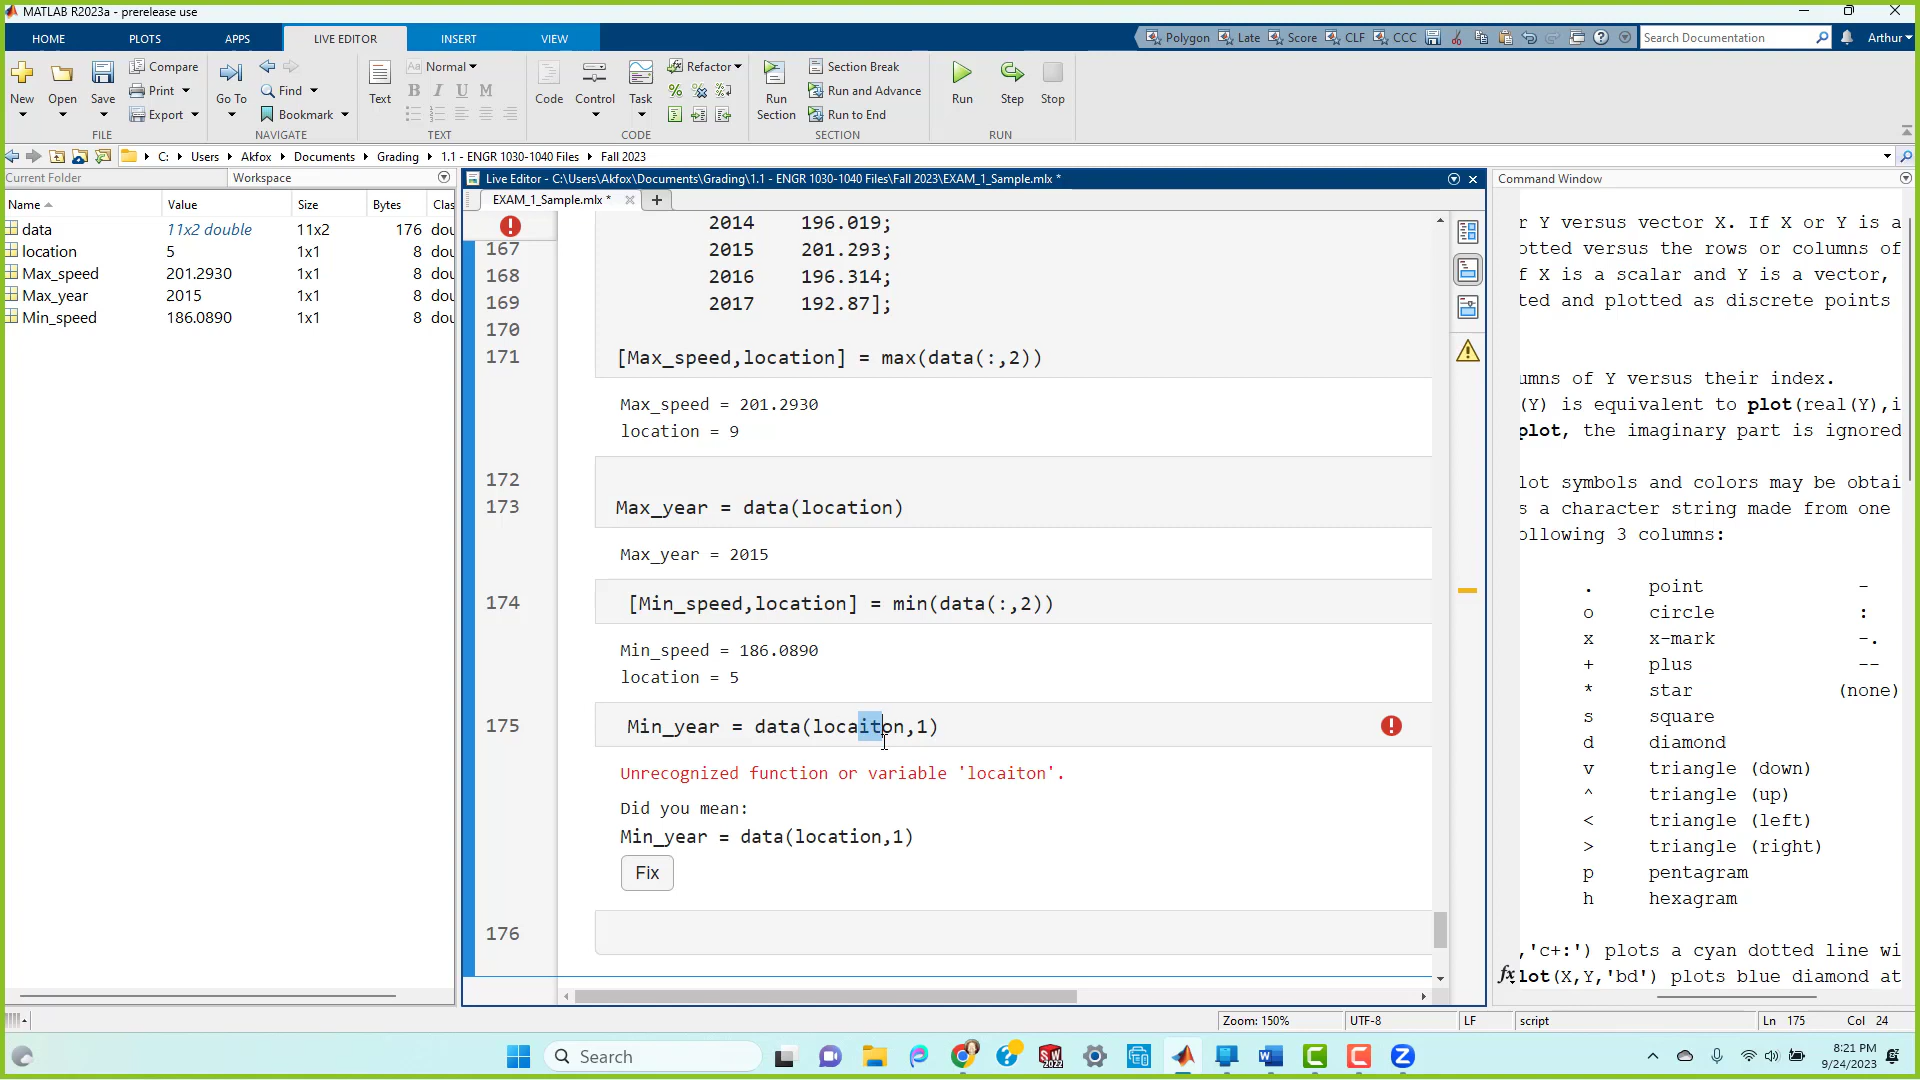 MATLAB R2023a - prerelease use
HOME PLOTS APPS LIVE EDITOR INSERT VIEW
Polygon Late Score CLF CCC Search Documentation Arthur
New Open Save Compare Print Export FILE
Go To Find Bookmark NAVIGATE
Text Aa Normal B I U M TEXT
Code Control Task Refactor CODE
Run Section Section Break Run and Advance Run to End SECTION
Run Step Stop RUN
C: Users Akfox Documents Grading 1.1 - ENGR 1030-1040 Files Fall 2023
Current Folder Workspace
Name Value Size Bytes Clas
data 11x2 double 11x2 176 dou
location 5 1x1 8 dou
Max_speed 201.2930 1x1 8 dou
Max_year 2015 1x1 8 dou
Min_speed 186.0890 1x1 8 dou
Live Editor - C:\Users\Akfox\Documents\Grading\1.1 - ENGR 1030-1040 Files\Fall 2023\EXAM_1_Sample.mlx *
EXAM_1_Sample.mlx *
2014 196.019;
167 2015 201.293;
168 2016 196.314;
169 2017 192.87];
170
171 [Max_speed,location] = max(data(:,2))
Max_speed = 201.2930
location = 9
172
173 Max_year = data(location)
Max_year = 2015
174 [Min_speed,location] = min(data(:,2))
Min_speed = 186.0890
location = 5
175 Min_year = data(locaiton,1)
Unrecognized function or variable 'locaiton'.
Did you mean:
Min_year = data(location,1)
Fix
176
Command Window
r Y versus vector X. If X or Y is a
otted versus the rows or columns of
f X is a scalar and Y is a vector,
ted and plotted as discrete points
umns of Y versus their index.
(Y) is equivalent to plot(real(Y),i
plot, the imaginary part is ignored
lot symbols and colors may be obtai
s a character string made from one
ollowing 3 columns:
. point -
o circle :
x x-mark -.
+ plus --
* star (none)
s square
d diamond
v triangle (down)
^ triangle (up)
< triangle (left)
> triangle (right)
p pentagram
h hexagram
,'c+:') plots a cyan dotted line wi
fx lot(X,Y,'bd') plots blue diamond at
Zoom: 150% UTF-8 LF script Ln 175 Col 24
Search
SW 2022
8:21 PM
9/24/2023